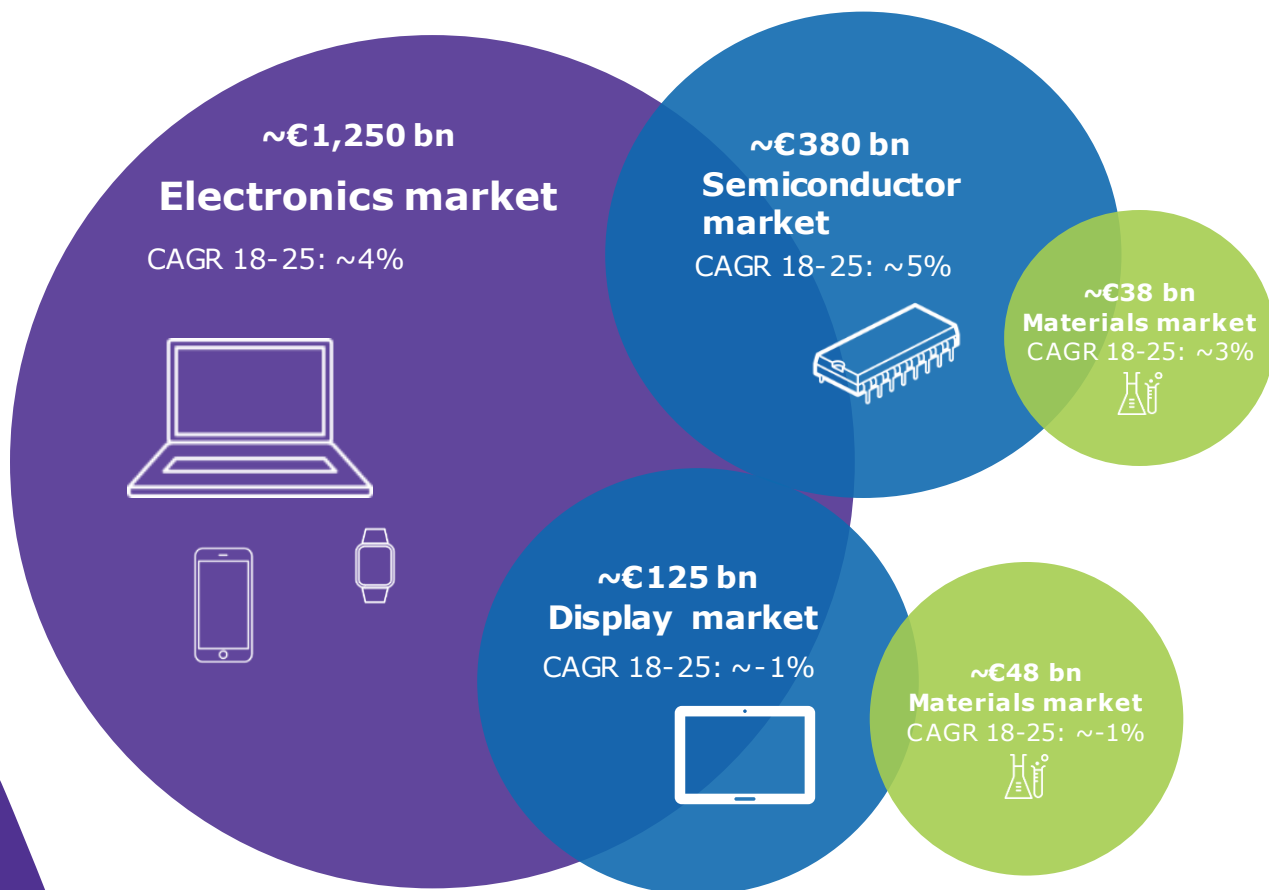 ~€1,250 bn
Electronics market
CAGR 18-25: ~4%
~€380 bn
Semiconductor
market
CAGR 18-25: ~5%
~€38 bn
Materials market
CAGR 18-25: ~3%
~€125 bn
Display market
CAGR 18-25: ~-1%
~€48 bn
Materials market
CAGR 18-25: ~-1%